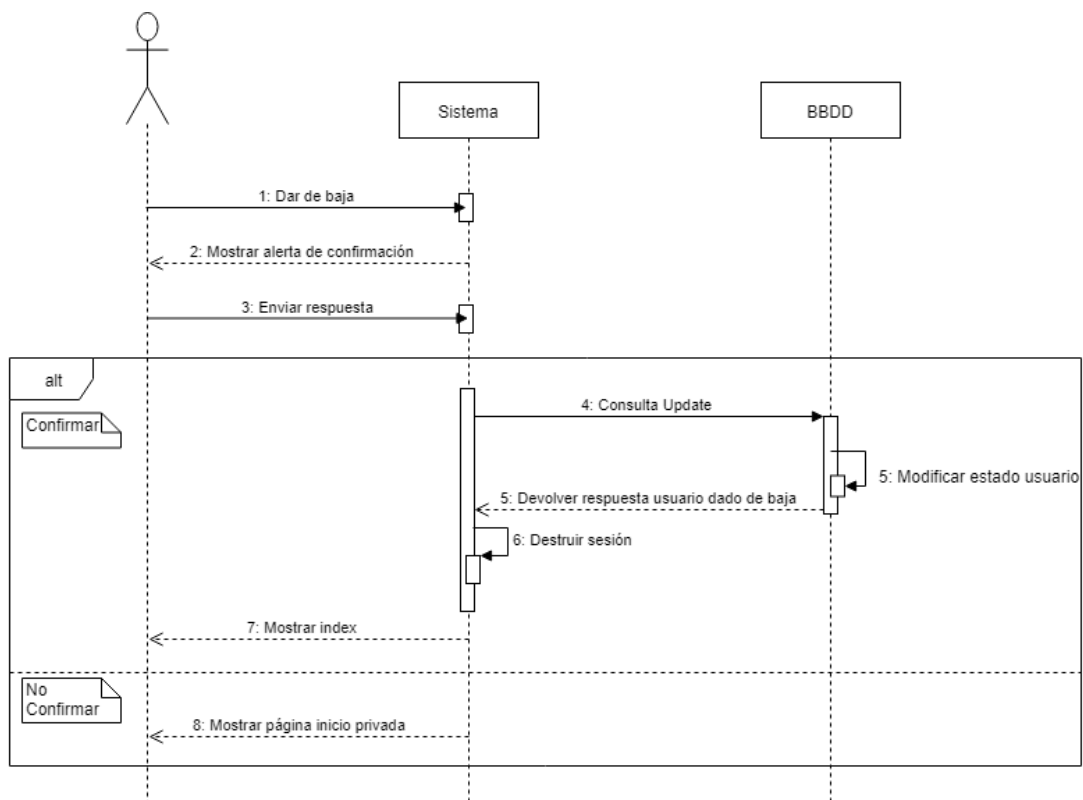 Sistema
BBDD
1: Dar de baja
2: Mostrar alerta de confirmación
3: Enviar respuesta
alt
Confirmar
4: Consulta Update
5: Modificar estado usuario
5: Devolver respuesta usuario dado de baja
6: Destruir sesión
7: Mostrar index
No
Confirmar
8: Mostrar página inicio privada